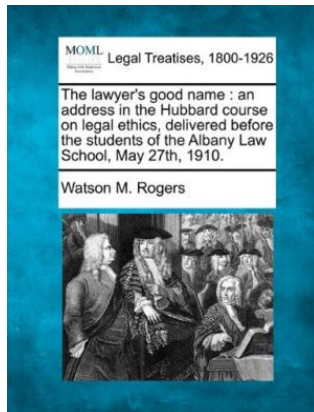 MOML
Legal Treatises, 1800-1926
The lawyer's good name : an
address in the Hubbard course
on legal ethics, delivered before
the students of the Albany Law
School, May 27th, 1910.
Watson M. Rogers